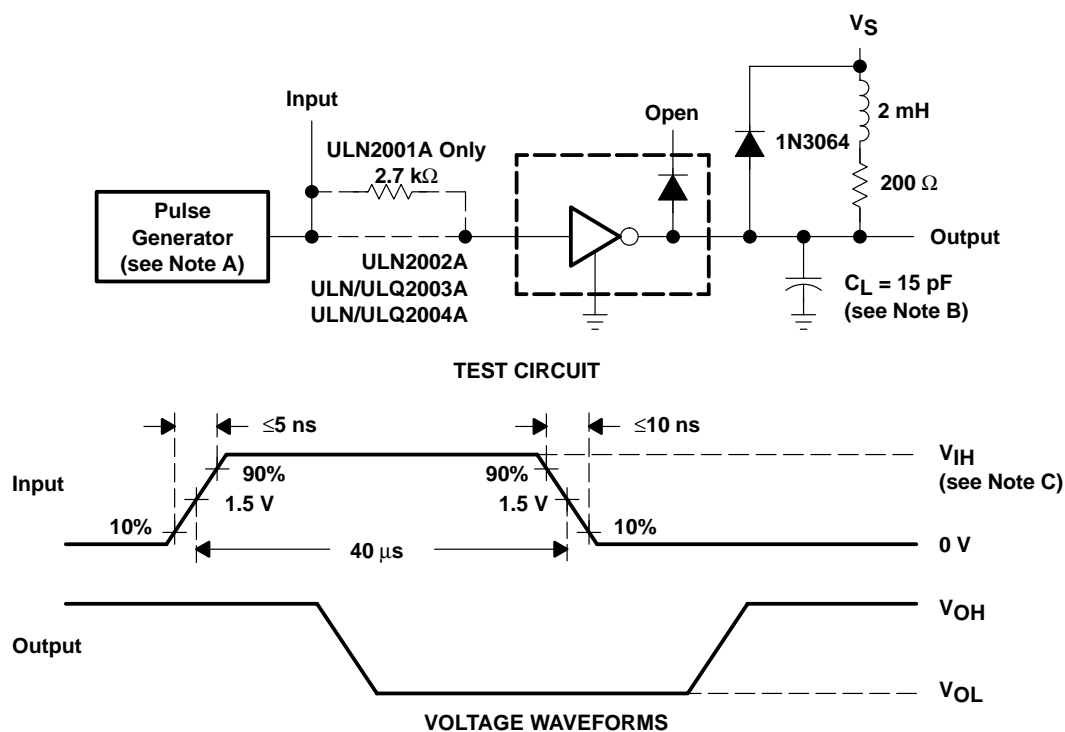 VS
Input
Open
2 mH
1N3064
ULN2001A Only
2.7 kΩ
200 Ω
Pulse
Generator
(see Note A)
Output
ULN2002A
ULN/ULQ2003A
ULN/ULQ2004A
CL = 15 pF
(see Note B)
TEST CIRCUIT
≤5 ns
≤10 ns
VIH
(see Note C)
90%
90%
Input
1.5 V
1.5 V
10%
10%
40 μs
0 V
VOH
Output
VOL
VOLTAGE WAVEFORMS